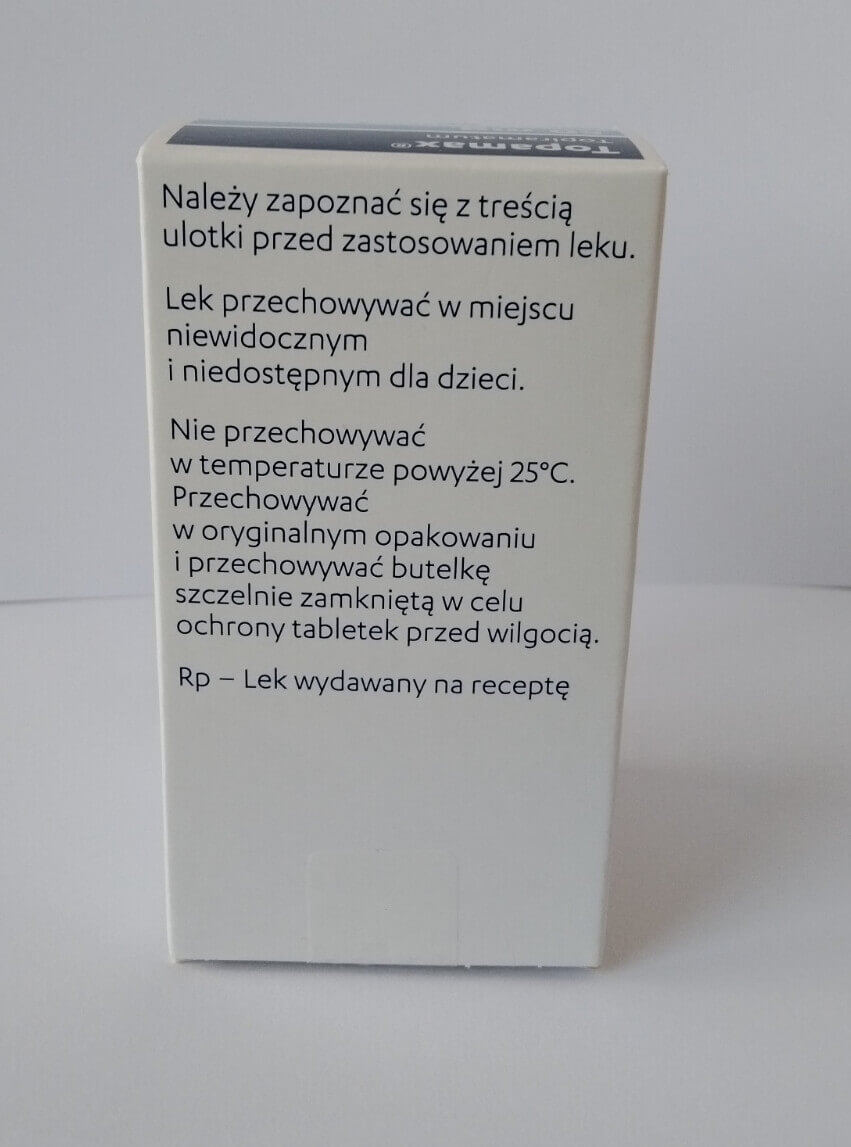 Topamax®
Topiramatum
Należy zapoznać się z treścią
ulotki przed zastosowaniem leku.
Lek przechowywać w miejscu
niewidocznym
i niedostępnym dla dzieci.
Nie przechowywać
w temperaturze powyżej 25°C.
Przechowywać
w oryginalnym opakowaniu
i przechowywać butelkę
szczelnie zamkniętą w celu
ochrony tabletek przed wilgocią.
Rp – Lek wydawany na receptę